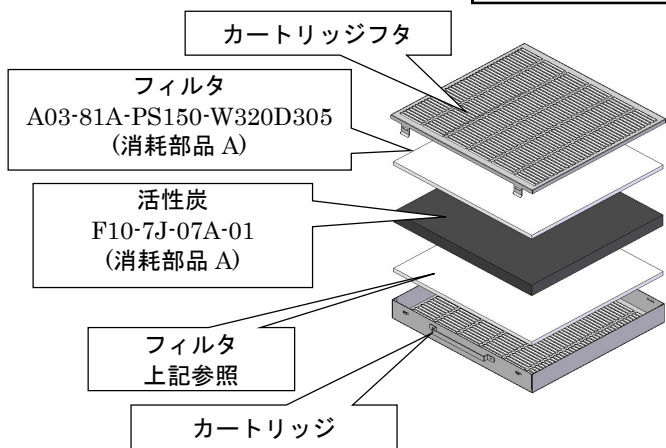 カートリッジフタ
フィルタ
A03-81A-PS150-W320D305
(消耗部品 A)
活性炭
F10-7J-07A-01
(消耗部品 A)
フィルタ
上記参照
カートリッジ